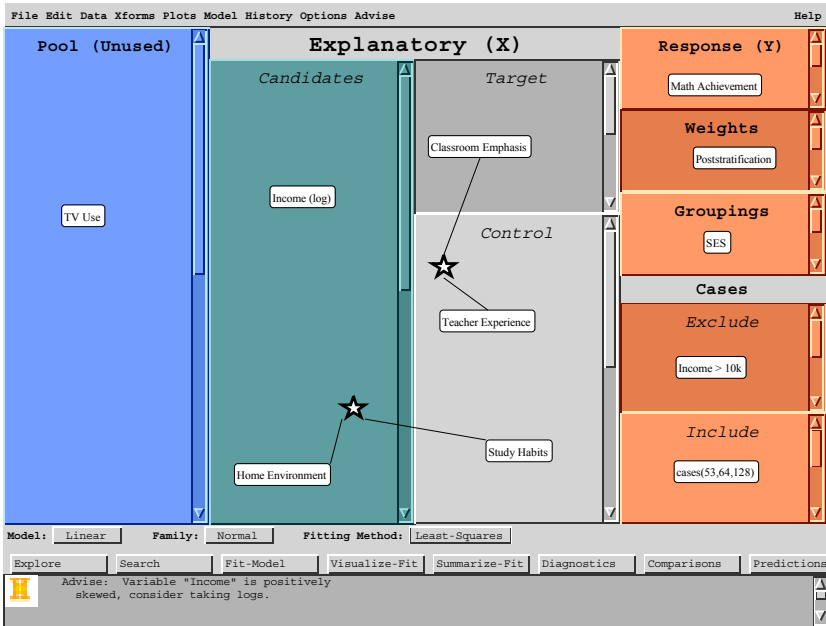 File Edit Data Xforms Plots Model History Options Advise Help
Pool (Unused)
TV Use
Explanatory (X)
Candidates
Income (log)
Home Environment
Target
Classroom Emphasis
Control
Teacher Experience
Study Habits
Response (Y)
Math Achievement
Weights
Poststratification
Groupings
SES
Cases
Exclude
Income > 10k
Include
cases(53,64,128)
Model: Linear Family: Normal Fitting Method: Least-Squares
Explore Search Fit-Model Visualize-Fit Summarize-Fit Diagnostics Comparisons Predictions
Advise: Variable "Income" is positively
skewed, consider taking logs.